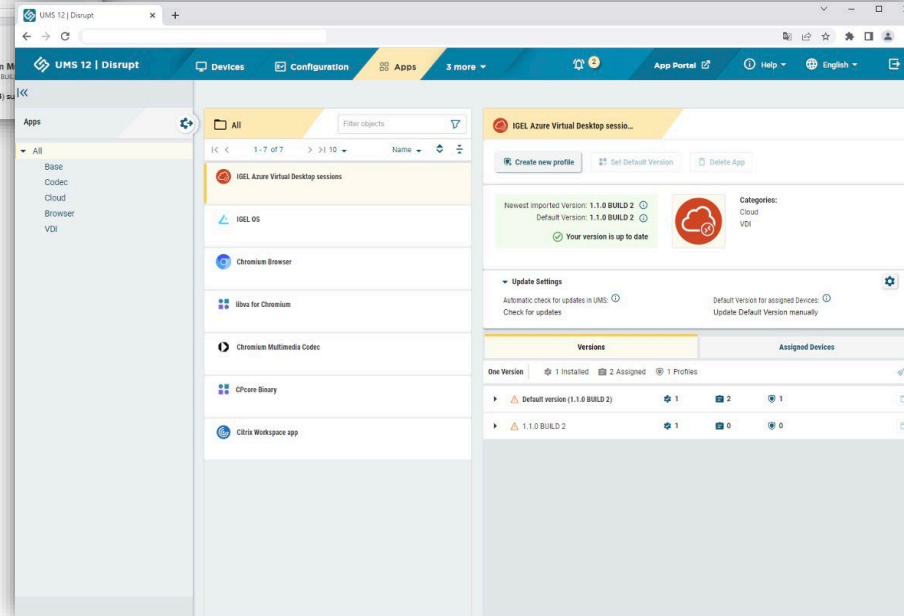 UMS 12 | Disrupt
UMS 12 | Disrupt
Devices
Configuration
Apps
3 more
2
App Portal
Help
English
Apps
All
Base
Codec
Cloud
Browser
VDI
All
Filter objects
1 - 7 of 7
10
Name
IGEL Azure Virtual Desktop sessions
IGEL OS
Chromium Browser
libva for Chromium
Chromium Multimedia Codec
CPcore Binary
Citrix Workspace app
IGEL Azure Virtual Desktop sessio...
Create new profile
Set Default Version
Delete App
Newest Imported Version: 1.1.0 BUILD 2
Default Version: 1.1.0 BUILD 2
Your version is up to date
Categories:
Cloud
VDI
Update Settings
Automatic check for updates in UMS:
Check for updates
Default Version for assigned Devices:
Update Default Version manually
Versions
Assigned Devices
One Version
1 Installed
2 Assigned
1 Profiles
Default version (1.1.0 BUILD 2)
1
2
1
1.1.0 BUILD 2
1
0
0